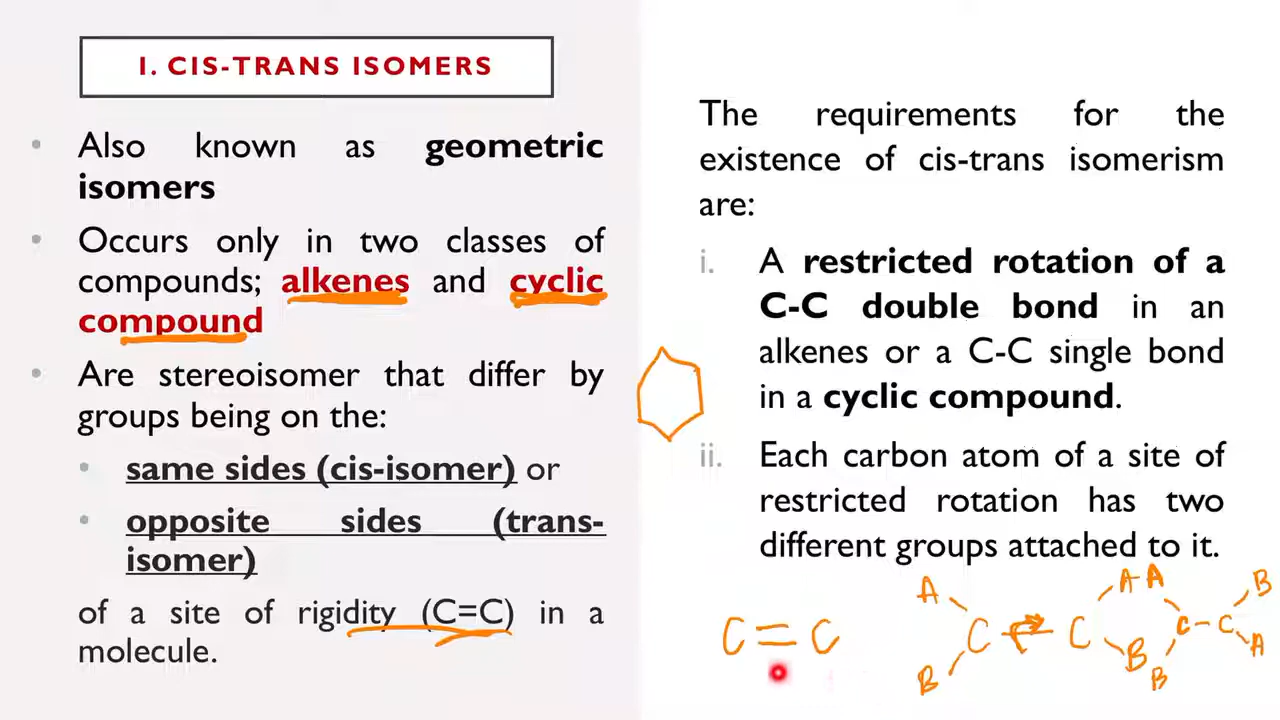 I. CIS-TRANS ISOMERS
• Also known as geometric
isomers
• Occurs only in two classes of
compounds; alkenes and cyclic
compound
• Are stereoisomer that differ by
groups being on the:
• same sides (cis-isomer) or
• opposite sides (trans-
isomer)
of a site of rigidity (C=C) in a
molecule.
The requirements for the
existence of cis-trans isomerism
are:
i. A restricted rotation of a
C-C double bond in an
alkenes or a C-C single bond
in a cyclic compound.
ii. Each carbon atom of a site of
restricted rotation has two
different groups attached to it.
A A A B
C = C C C C - C
B B B A